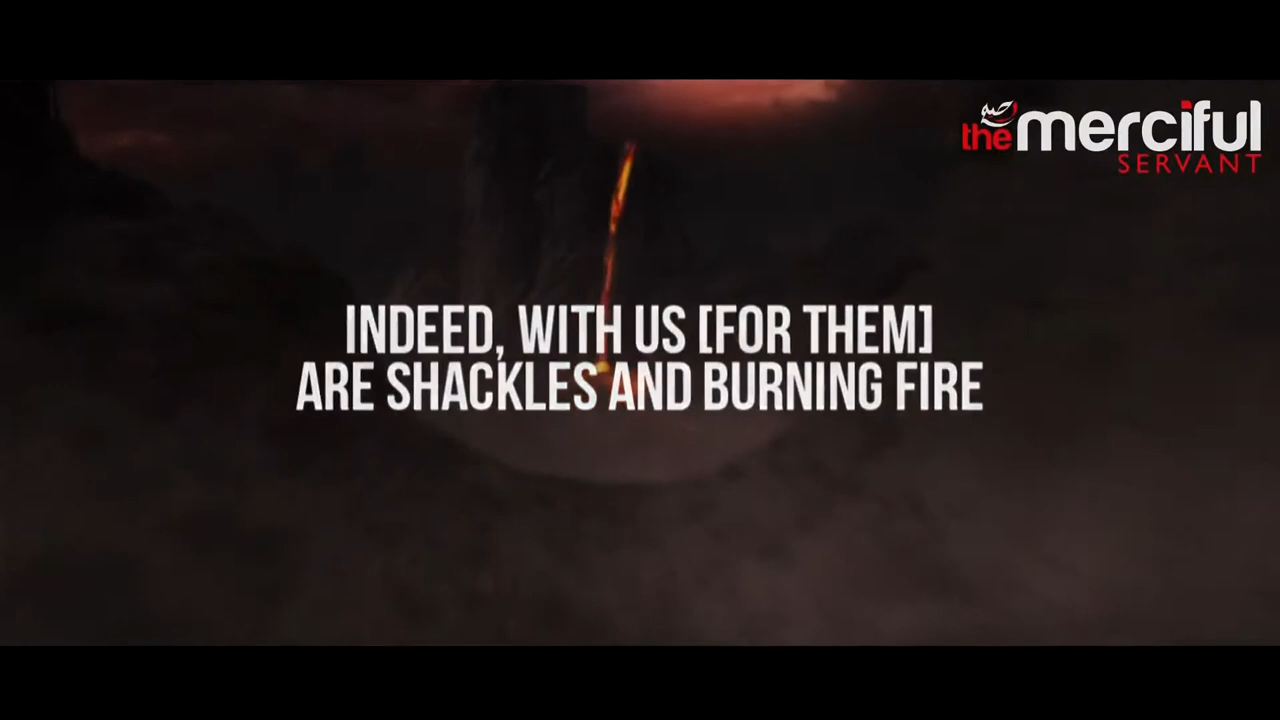 the merciful
SERVANT
INDEED, WITH US [FOR THEM]
ARE SHACKLES AND BURNING FIRE